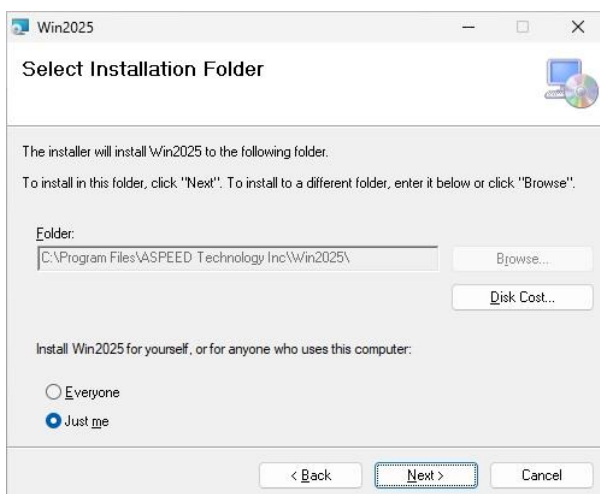 Win2025
Select Installation Folder
The installer will install Win2025 to the following folder.
To install in this folder, click "Next". To install to a different folder, enter it below or click "Browse".
Folder:
C:\Program Files\ASPEED Technology Inc\Win2025\
Browse...
Disk Cost...
Install Win2025 for yourself, or for anyone who uses this computer:
Everyone
Just me
< Back
Next >
Cancel